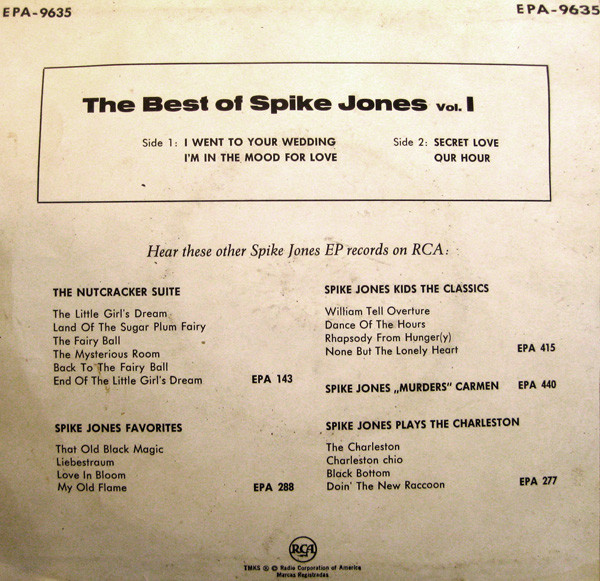 EPA-9635 EPA-9635
The Best of Spike Jones Vol. I
Side 1: I WENT TO YOUR WEDDING
I'M IN THE MOOD FOR LOVE
Side 2: SECRET LOVE
OUR HOUR
Hear these other Spike Jones EP records on RCA:
THE NUTCRACKER SUITE
The Little Girl's Dream
Land Of The Sugar Plum Fairy
The Fairy Ball
The Mysterious Room
Back To The Fairy Ball
End Of The Little Girl's Dream EPA 143
SPIKE JONES FAVORITES
That Old Black Magic
Liebestraum
Love In Bloom
My Old Flame EPA 288
SPIKE JONES KIDS THE CLASSICS
William Tell Overture
Dance Of The Hours
Rhapsody From Hunger(y)
None But The Lonely Heart EPA 415
SPIKE JONES „MURDERS" CARMEN EPA 440
SPIKE JONES PLAYS THE CHARLESTON
The Charleston
Charleston chio
Black Bottom
Doin' The New Raccoon EPA 277
RCA
TMKS ® © Radio Corporation of America
Marcas Registradas